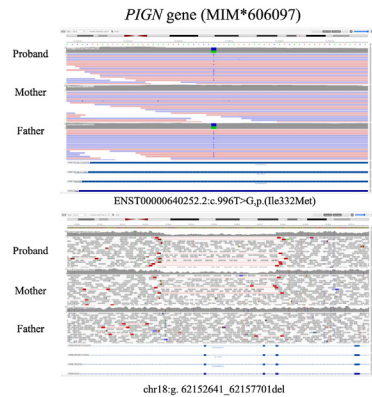 PIGN gene (MIM*606097)
Proband
Mother
Father
ENST00000640252.2:c.996T>G,p.(Ile332Met)
Proband
Mother
Father
chr18:g. 62152641_62157701del